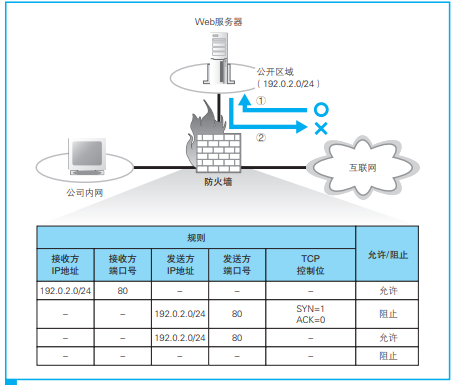 Web服务器
公开区域
（192.0.2.0/24）
①
②
防火墙
互联网
公司内网
规则
允许/阻止
接收方
IP地址
接收方
端口号
发送方
IP地址
发送方
端口号
TCP
控制位
192.0.2.0/24 80 – – – 允许
– – 192.0.2.0/24 80 SYN=1 ACK=0 阻止
– – 192.0.2.0/24 80 – 允许
– – – – – 阻止